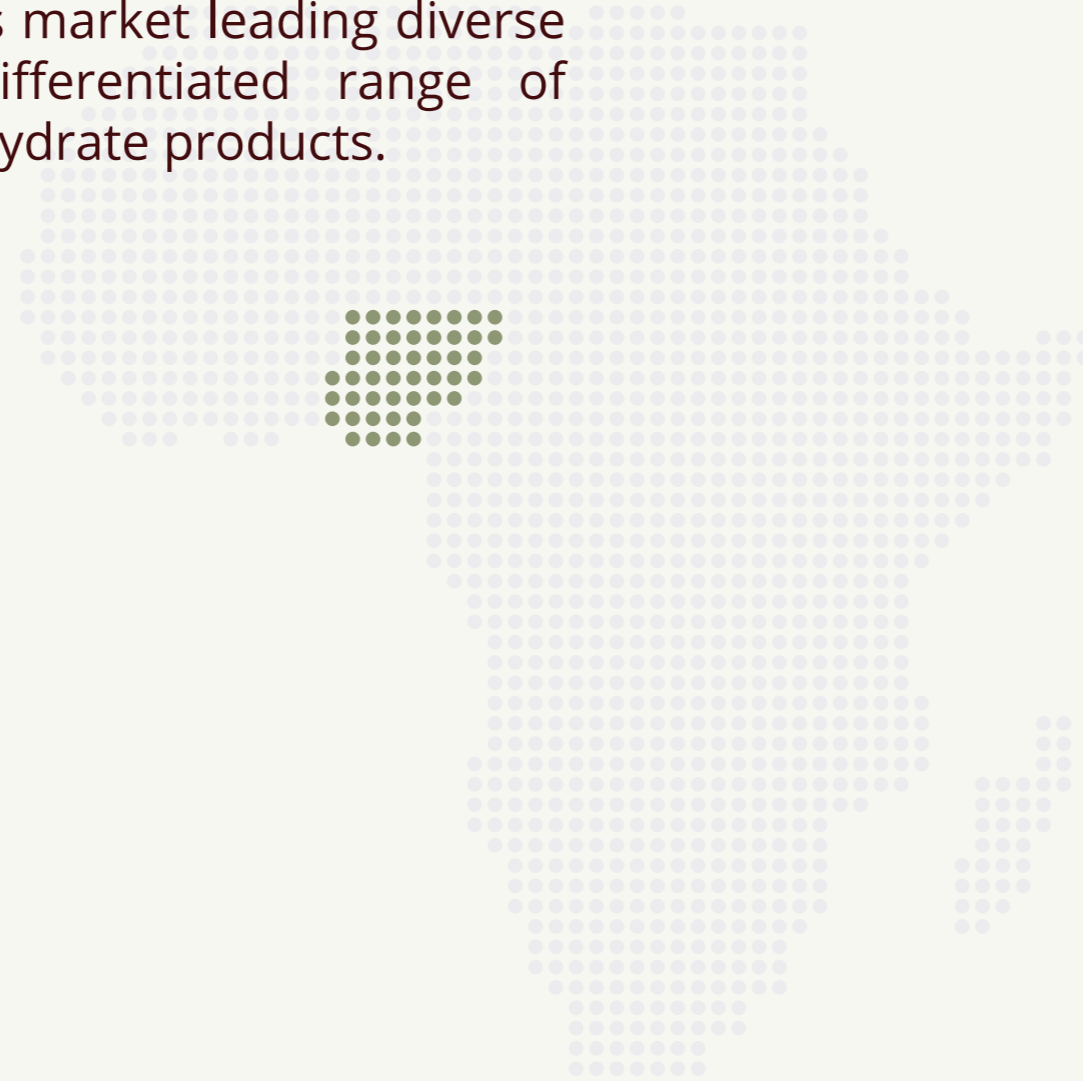 s market leading diverse
ifferentiated range of
ydrate products.